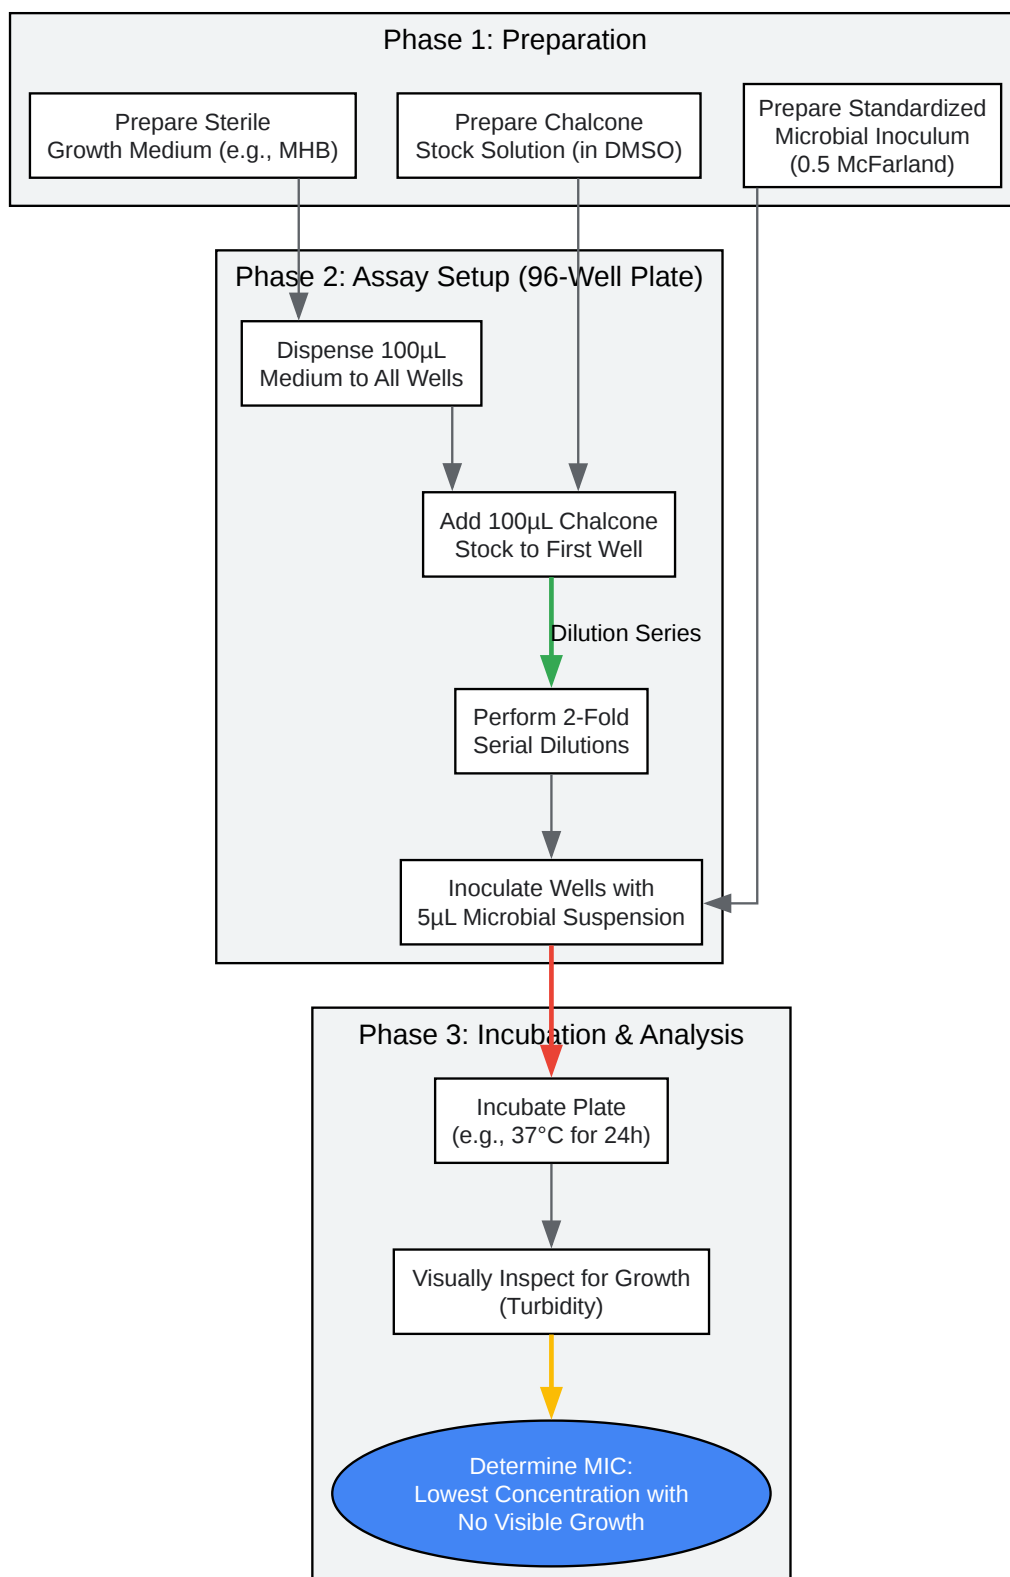 Phase 1: Preparation
Prepare Sterile
Growth Medium (e.g., MHB)
Prepare Chalcone
Stock Solution (in DMSO)
Prepare Standardized
Microbial Inoculum
(0.5 McFarland)
Phase 2: Assay Setup (96-Well Plate)
Dispense 100µL
Medium to All Wells
Add 100µL Chalcone
Stock to First Well
Dilution Series
Perform 2-Fold
Serial Dilutions
Inoculate Wells with
5µL Microbial Suspension
Phase 3: Incubation & Analysis
Incubate Plate
(e.g., 37°C for 24h)
Visually Inspect for Growth
(Turbidity)
Determine MIC:
Lowest Concentration with
No Visible Growth